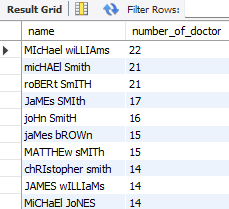 Result Grid Filter Rows:
name number_of_doctor
MIcHael wiLLIAms 22
micHAEl SmITh 21
roBERt SmITH 21
JaMEs SMIth 17
joHn SmitH 16
jaMes bROWn 15
MATTHEw sMITh 15
chRIstopher smith 14
JAMES wILLIaMs 14
MiCHaEl JoNES 14